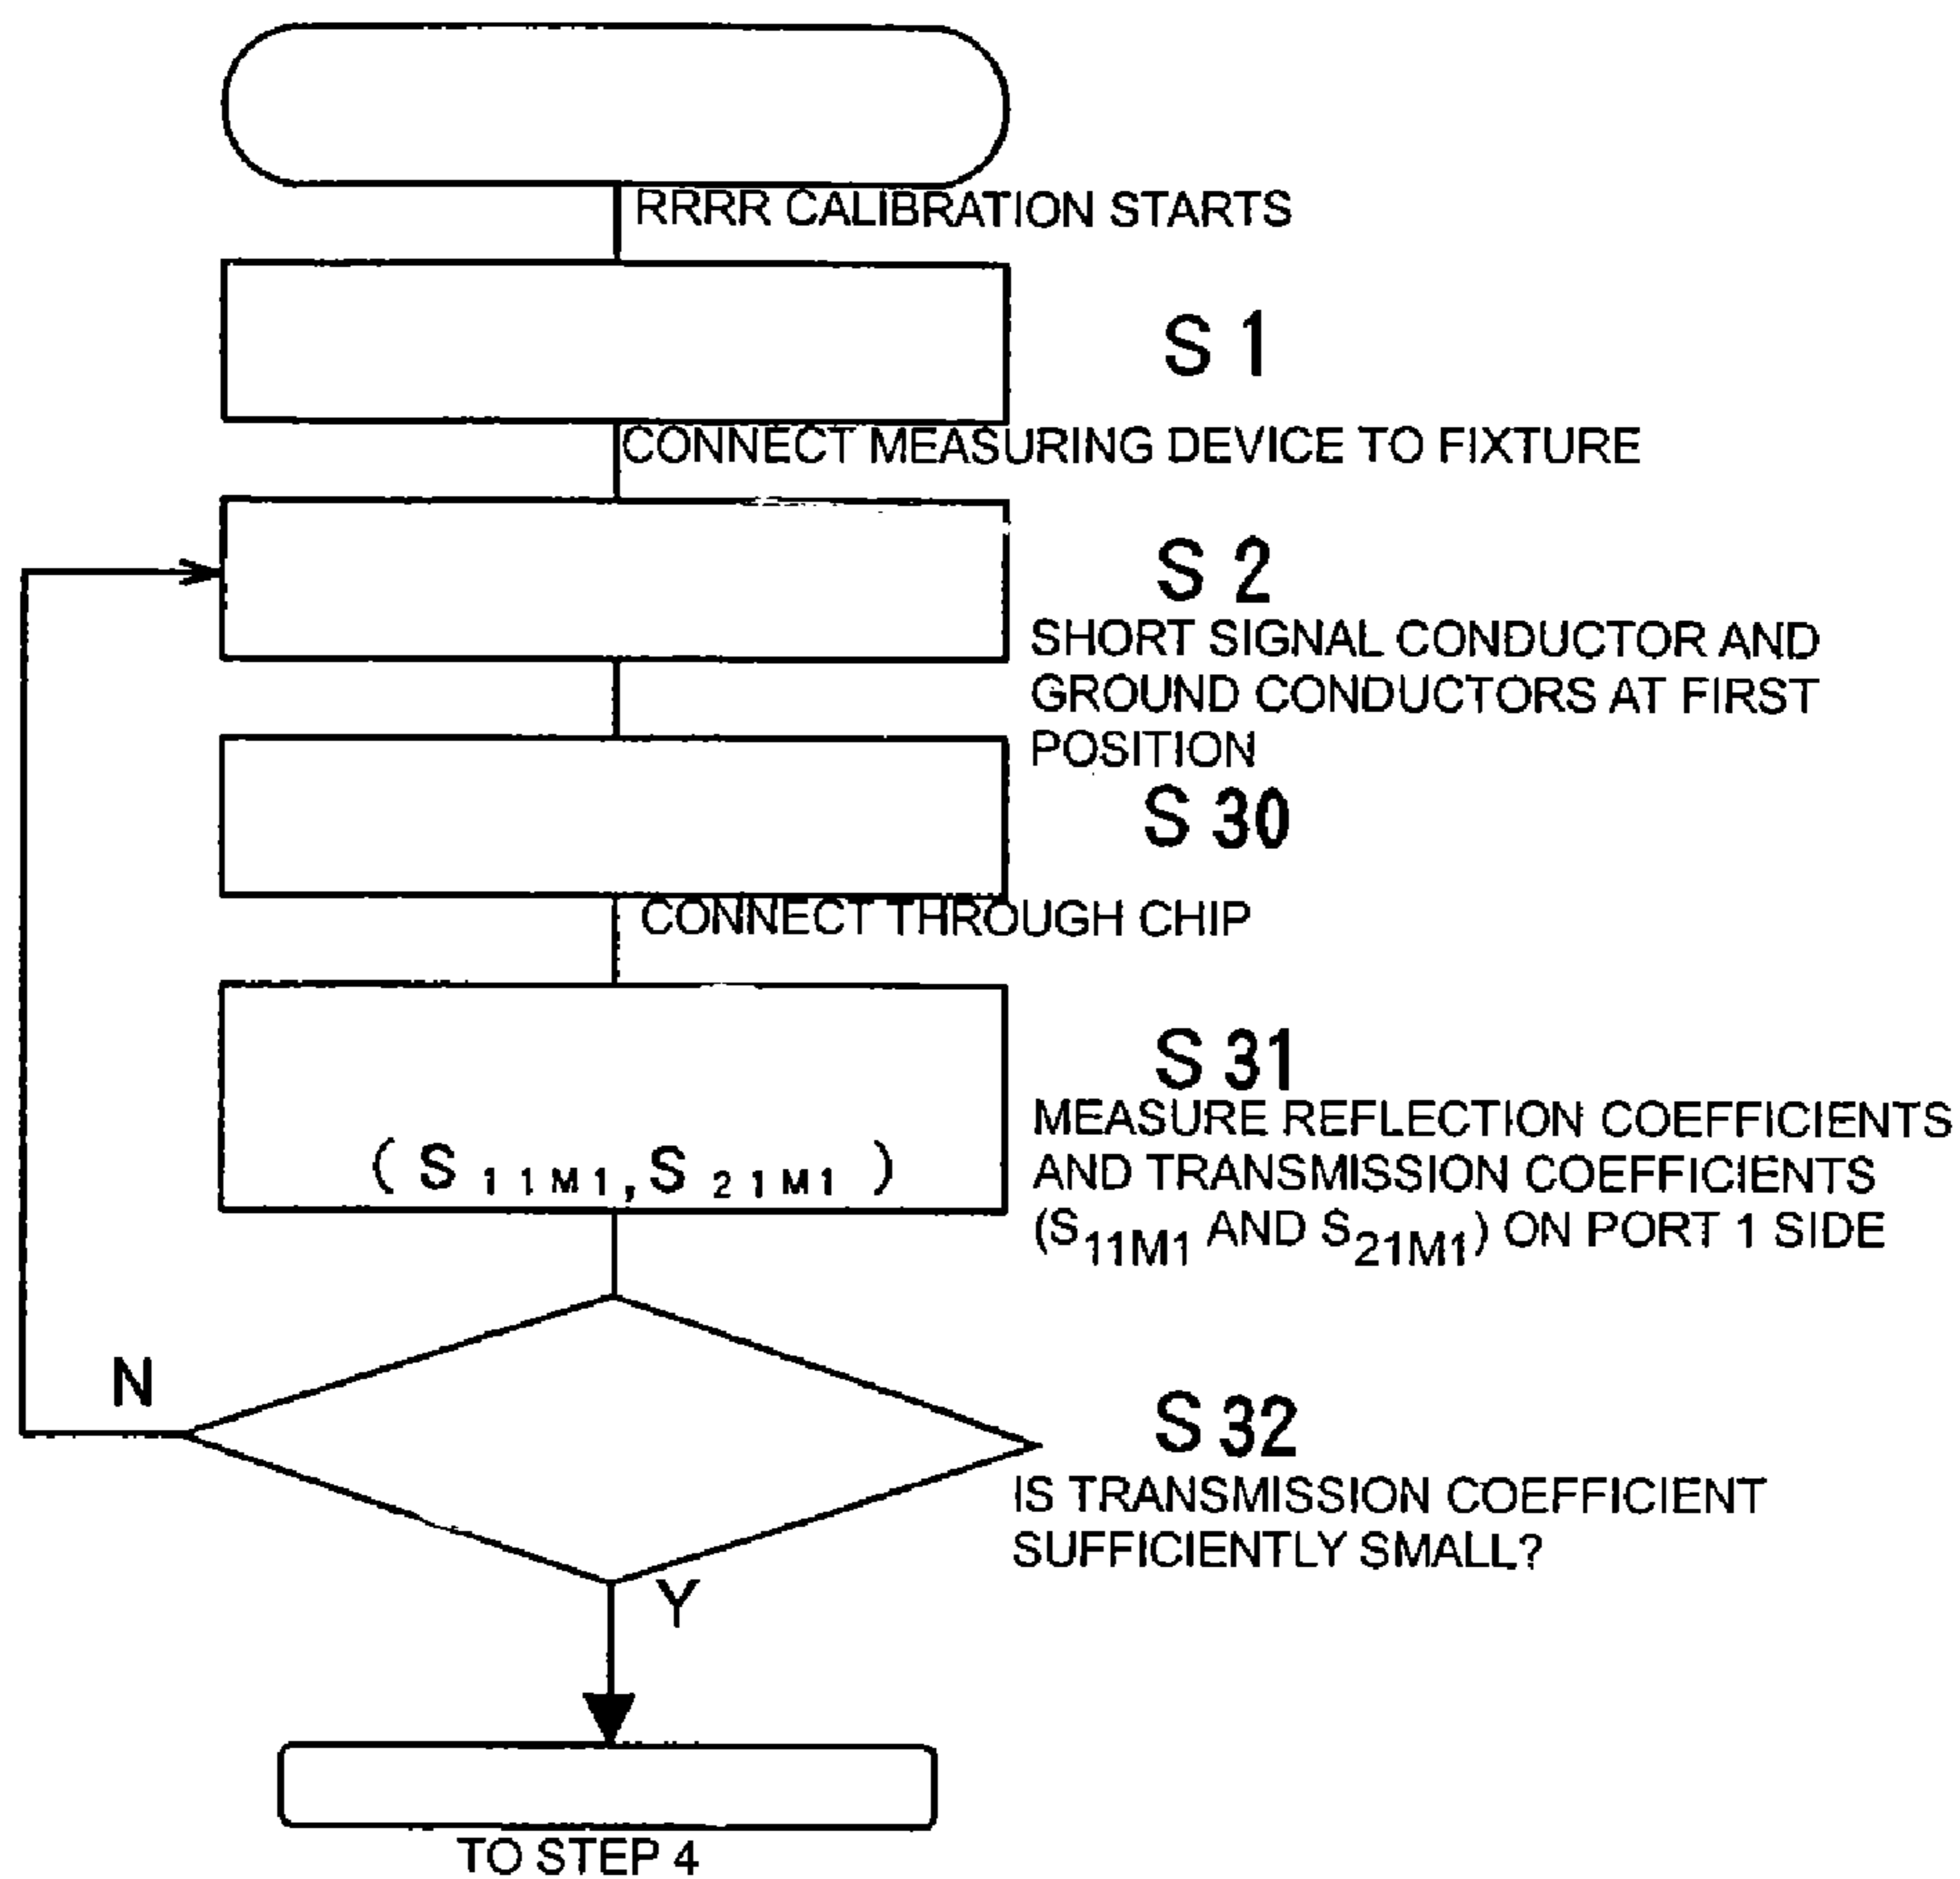 RRRR CALIBRATION STARTS
S 1
CONNECT MEASURING DEVICE TO FIXTURE
S 2
SHORT SIGNAL CONDUCTOR AND
GROUND CONDUCTORS AT FIRST
POSITION
S 30
CONNECT THROUGH CHIP
S 31
(S11M1,S21M1)
MEASURE REFLECTION COEFFICIENTS
AND TRANSMISSION COEFFICIENTS
(S11M1 AND S21M1) ON PORT 1 SIDE
N
S 32
IS TRANSMISSION COEFFICIENT
SUFFICIENTLY SMALL?
Y
TO STEP 4